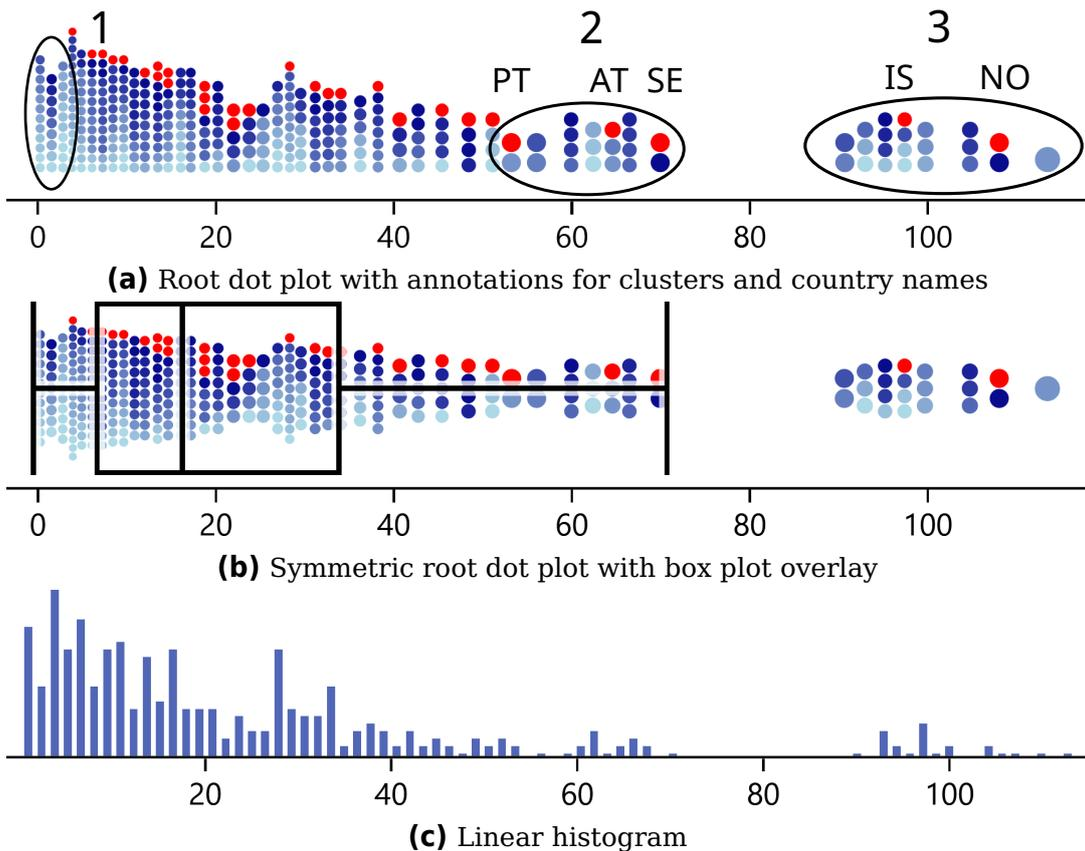 1 2 3
PT AT SE IS NO
0 20 40 60 80 100
(a) Root dot plot with annotations for clusters and country names
0 20 40 60 80 100
(b) Symmetric root dot plot with box plot overlay
20 40 60 80 100
(c) Linear histogram